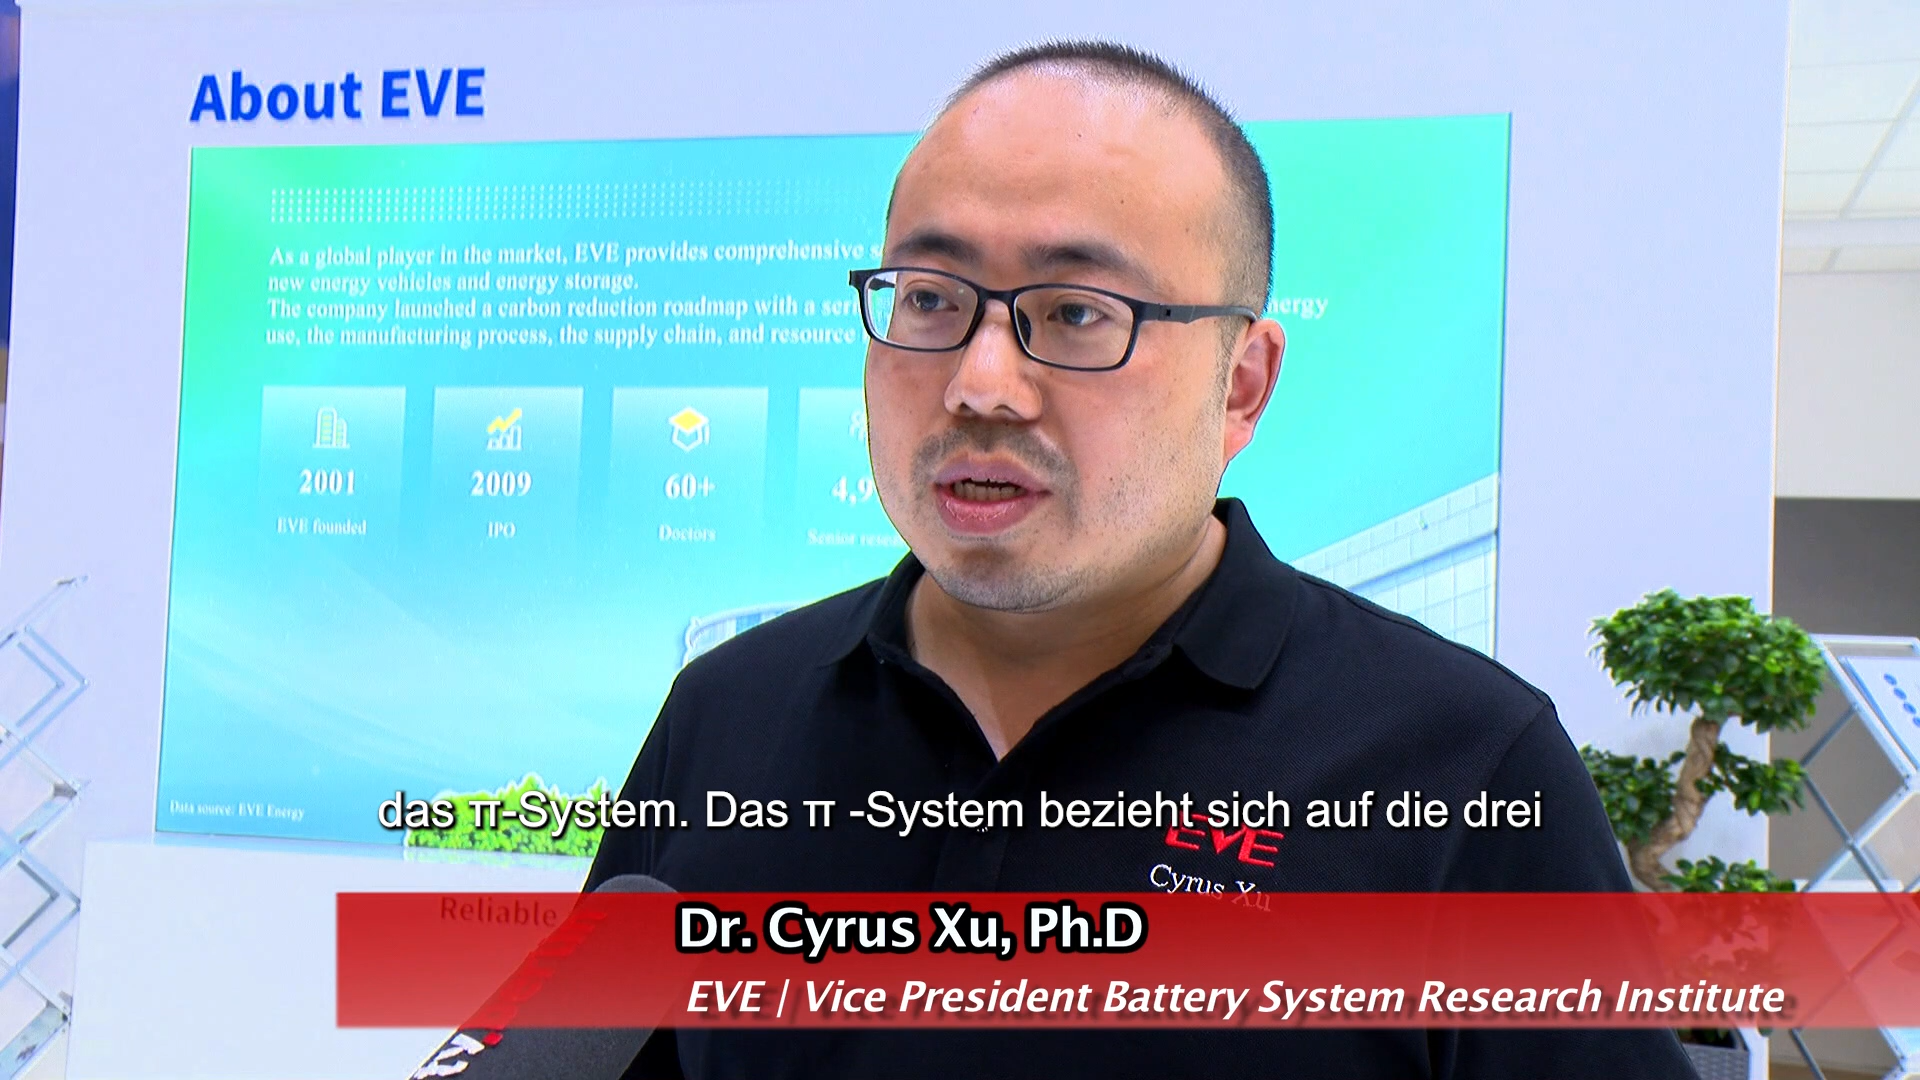 About EVE
As a global player in the market, EVE provides comprehensive
new energy vehicles and energy storage.
The company launched a carbon reduction roadmap with a
use, the manufacturing process, the supply chain, and resource
2001
EVE founded
2009
IPO
60+
Doctors
4,9
Senior
Data source: EVE Energy
das π-System. Das π -System bezieht sich auf die drei
EVE
Cyrus Xu
Reliable
Dr. Cyrus Xu, Ph.D
EVE | Vice President Battery System Research Institute